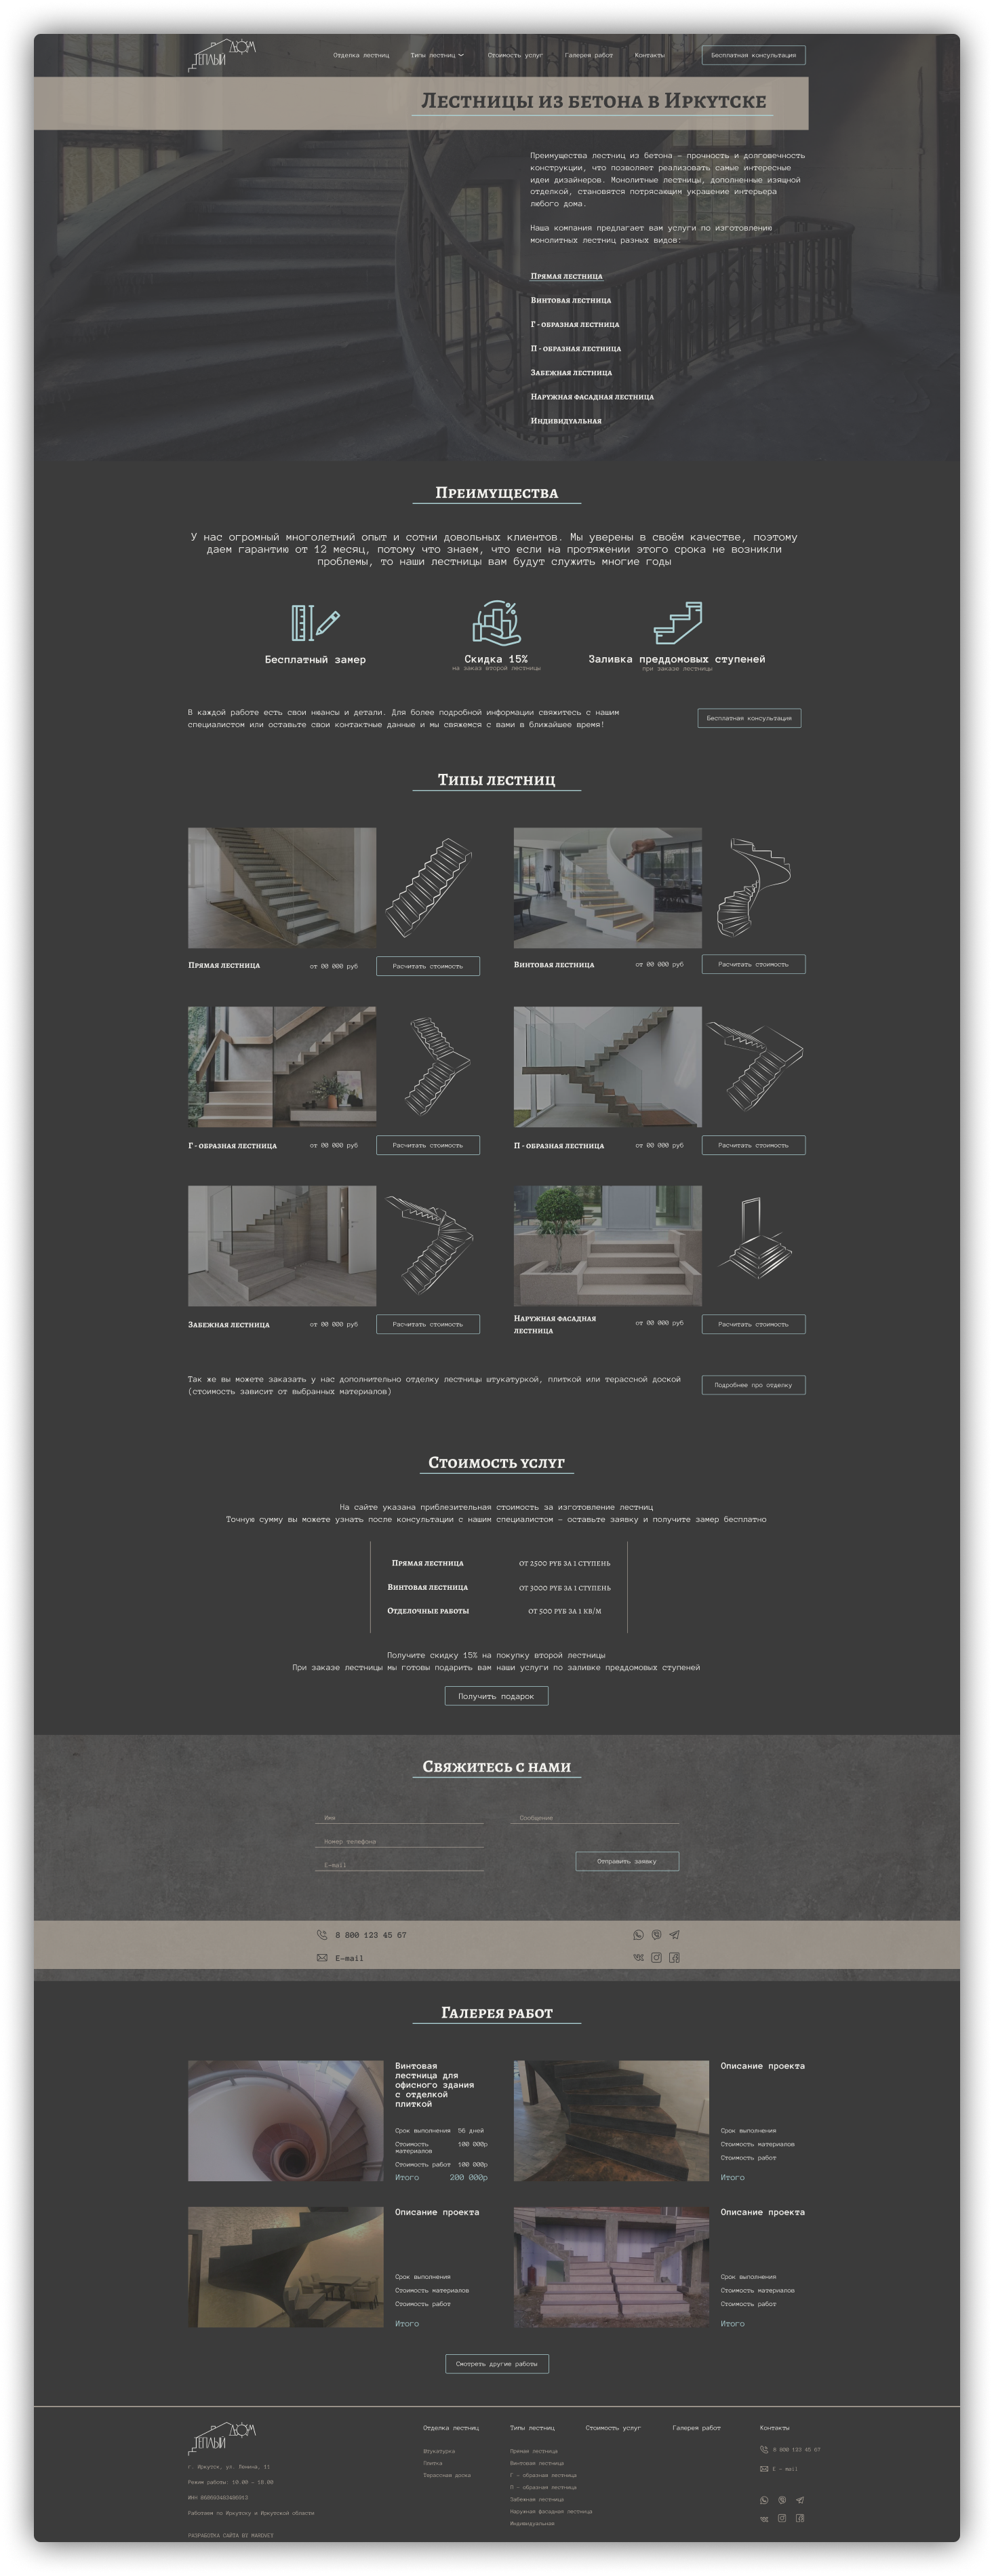 ТЕПЛЫЙ ДОМ
Отделка лестниц
Типы лестниц
Стоимость услуг
Галерея работ
Контакты
Бесплатная консультация
Лестницы из бетона в Иркутске
Преимущества лестниц из бетона – прочность и долговечность
конструкции, что позволяет реализовать самые интересные
идеи дизайнеров. Монолитные лестницы, дополненные изящной
отделкой, становятся потрясающим украшение интерьера
любого дома.
Наша компания предлагает вам услуги по изготовлению
монолитных лестниц разных видов:
Прямая лестница
Винтовая лестница
Г - образная лестница
П - образная лестница
Забежная лестница
Наружная фасадная лестница
Индивидуальная
Преимущества
У нас огромный многолетний опыт и сотни довольных клиентов. Мы уверены в своём качестве, поэтому
даем гарантию от 12 месяц, потому что знаем, что если на протяжении этого срока не возникли
проблемы, то наши лестницы вам будут служить многие годы
Бесплатный замер
Скидка 15%
на заказ второй лестницы
Заливка преддомовых ступеней
при заказе лестницы
В каждой работе есть свои нюансы и детали. Для более подробной информации свяжитесь с нашим
специалистом или оставьте свои контактные данные и мы свяжемся с вами в ближайшее время!
Бесплатная консультация
Типы лестниц
Прямая лестница
от 00 000 руб
Расчитать стоимость
Винтовая лестница
от 00 000 руб
Расчитать стоимость
Г - образная лестница
от 00 000 руб
Расчитать стоимость
П - образная лестница
от 00 000 руб
Расчитать стоимость
Забежная лестница
от 00 000 руб
Расчитать стоимость
Наружная фасадная
лестница
от 00 000 руб
Расчитать стоимость
Так же вы можете заказать у нас дополнительно отделку лестницы штукатуркой, плиткой или терассной доской
(стоимость зависит от выбранных материалов)
Подробнее про отделку
Стоимость услуг
На сайте указана приблезительная стоимость за изготовление лестниц
Точную сумму вы можете узнать после консультации с нашим специалистом – оставьте заявку и получите замер бесплатно
Прямая лестница
от 2500 руб за 1 ступень
Винтовая лестница
от 3000 руб за 1 ступень
Отделочные работы
от 500 руб за 1 кв/м
Получите скидку 15% на покупку второй лестницы
При заказе лестницы мы готовы подарить вам наши услуги по заливке преддомовых ступеней
Получить подарок
Свяжитесь с нами
Имя
Сообщение
Номер телефона
E-mail
Отправить заявку
8 800 123 45 67
E-mail
Галерея работ
Винтовая
лестница для
офисного здания
с отделкой
плиткой
Срок выполнения 56 дней
Стоимость 100 000р
материалов
Стоимость работ 100 000р
Итого 200 000р
Описание проекта
Срок выполнения
Стоимость материалов
Стоимость работ
Итого
Описание проекта
Срок выполнения
Стоимость материалов
Стоимость работ
Итого
Описание проекта
Срок выполнения
Стоимость материалов
Стоимость работ
Итого
Смотреть другие работы
ТЕПЛЫЙ ДОМ
г. Иркутск, ул. Ленина, 11
Режим работы: 10.00 – 18.00
Работаем по Иркутску и Иркутской области
РАЗРАБОТКА САЙТА ОТ
Отделка лестниц
Штукатурка
Плитка
Терассная доска
Типы лестниц
Прямая лестница
Винтовая лестница
Г - образная лестница
П - образная лестница
Забежная лестница
Наружная фасадная лестница
Индивидуальная
Стоимость услуг
Галерея работ
Контакты
8 800 123 45 67
E - mail